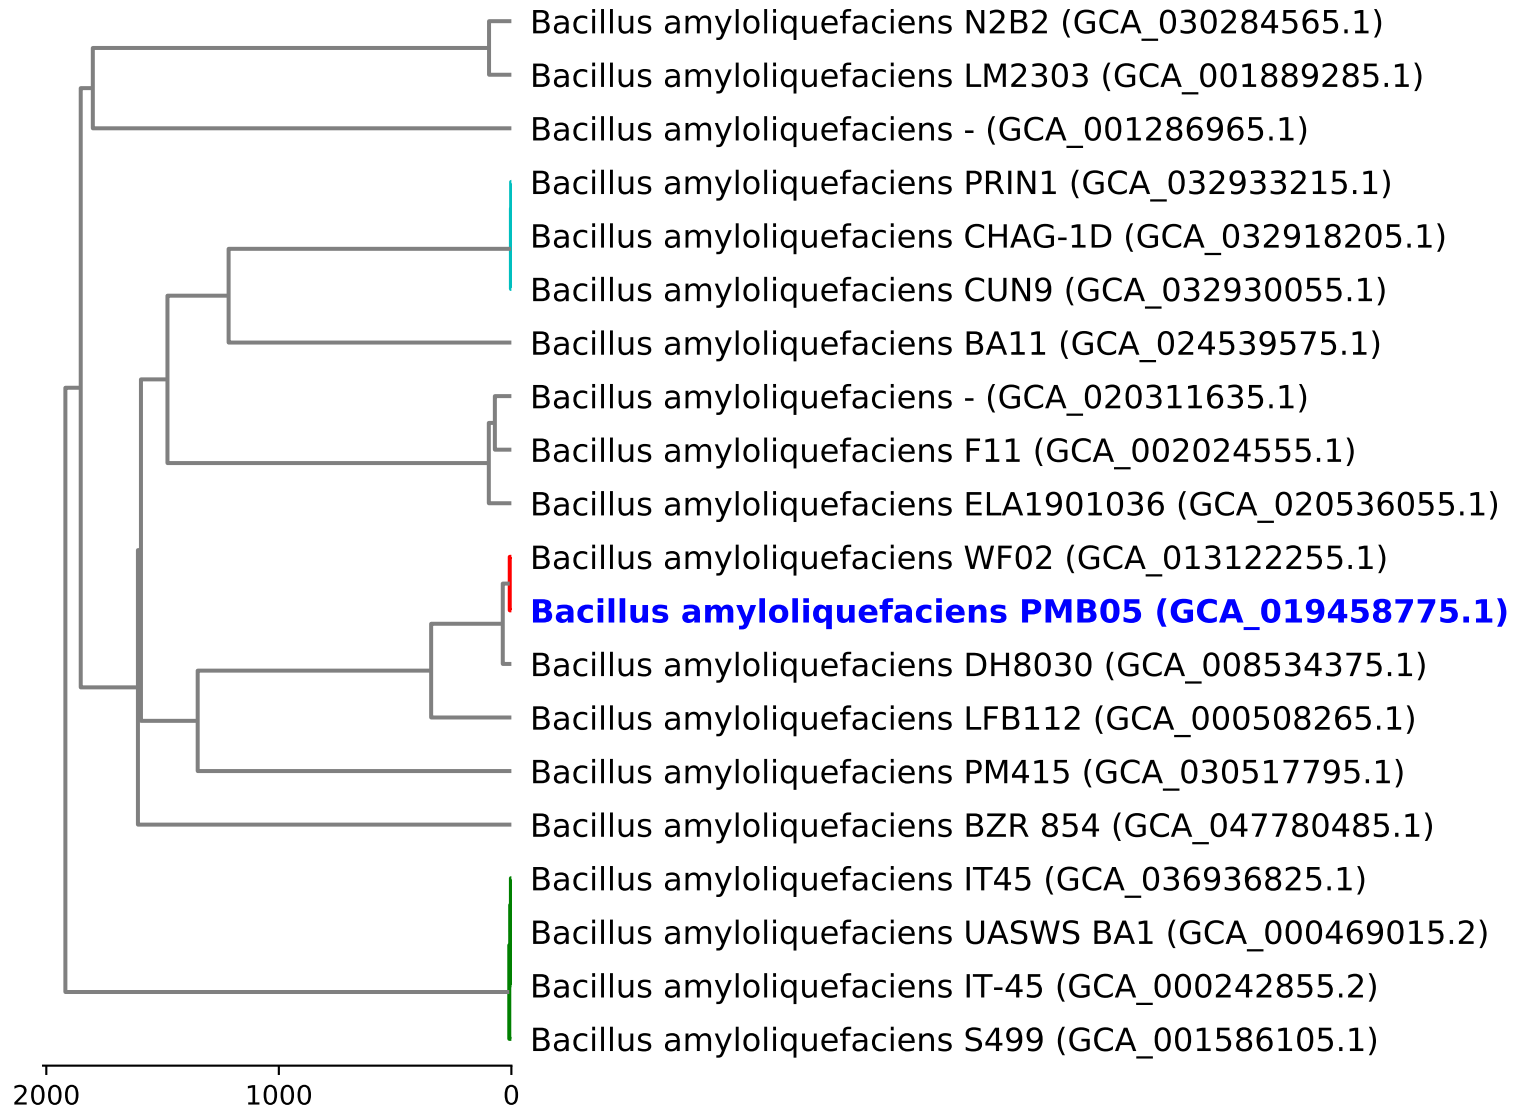 Bacillus amyloliquefaciens N2B2 (GCA_030284565.1)
Bacillus amyloliquefaciens LM2303 (GCA_001889285.1)
Bacillus amyloliquefaciens - (GCA_001286965.1)
Bacillus amyloliquefaciens PRIN1 (GCA_032933215.1)
Bacillus amyloliquefaciens CHAG-1D (GCA_032918205.1)
Bacillus amyloliquefaciens CUN9 (GCA_032930055.1)
Bacillus amyloliquefaciens BA11 (GCA_024539575.1)
Bacillus amyloliquefaciens - (GCA_020311635.1)
Bacillus amyloliquefaciens F11 (GCA_002024555.1)
Bacillus amyloliquefaciens ELA1901036 (GCA_020536055.1)
Bacillus amyloliquefaciens WF02 (GCA_013122255.1)
Bacillus amyloliquefaciens PMB05 (GCA_019458775.1)
Bacillus amyloliquefaciens DH8030 (GCA_008534375.1)
Bacillus amyloliquefaciens LFB112 (GCA_000508265.1)
Bacillus amyloliquefaciens PM415 (GCA_030517795.1)
Bacillus amyloliquefaciens BZR 854 (GCA_047780485.1)
Bacillus amyloliquefaciens IT45 (GCA_036936825.1)
Bacillus amyloliquefaciens UASWS BA1 (GCA_000469015.2)
Bacillus amyloliquefaciens IT-45 (GCA_000242855.2)
Bacillus amyloliquefaciens S499 (GCA_001586105.1)
2000 1000 0